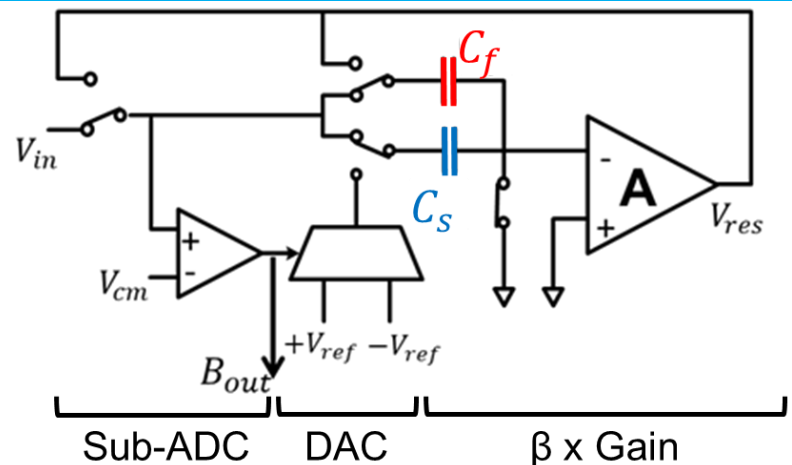 C_f
V_in
C_s
-
A
+
V_res
+
-
V_cm
+V_ref -V_ref
B_out
Sub-ADC DAC β x Gain